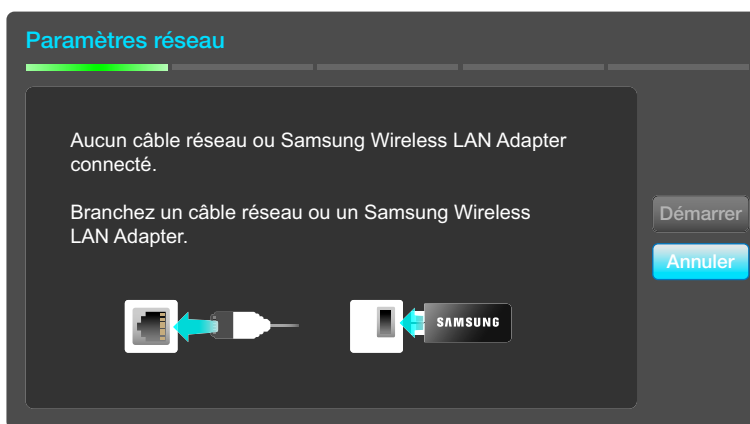 Paramètres réseau
Aucun câble réseau ou Samsung Wireless LAN Adapter
connecté.
Branchez un câble réseau ou un Samsung Wireless
LAN Adapter.
Démarrer
Annuler
SAMSUNG